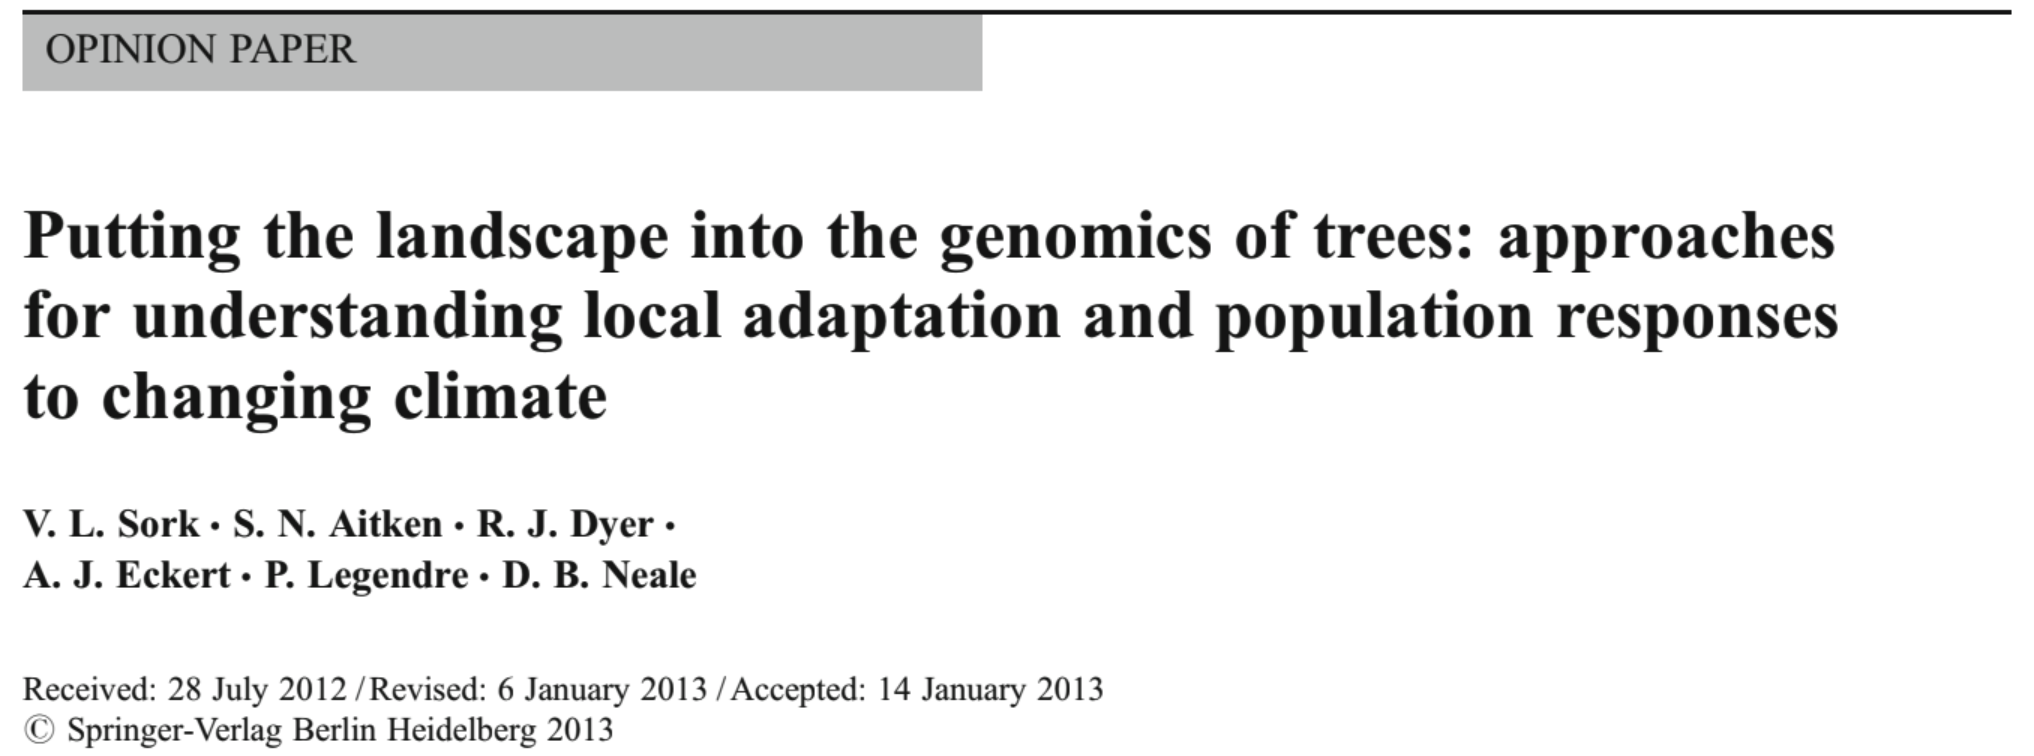 OPINION PAPER
Putting the landscape into the genomics of trees: approaches
for understanding local adaptation and population responses
to changing climate
V. L. Sork · S. N. Aitken · R. J. Dyer ·
A. J. Eckert · P. Legendre · D. B. Neale
Received: 28 July 2012 / Revised: 6 January 2013 / Accepted: 14 January 2013
© Springer-Verlag Berlin Heidelberg 2013